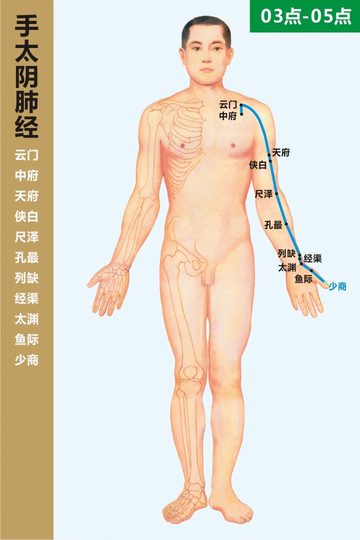 03点-05点
手太阴肺经
云门
中府
天府
侠白
尺泽
孔最
列缺
经渠
太渊
鱼际
少商
云门
中府
天府
侠白
尺泽
孔最
列缺
经渠
太渊
鱼际
少商